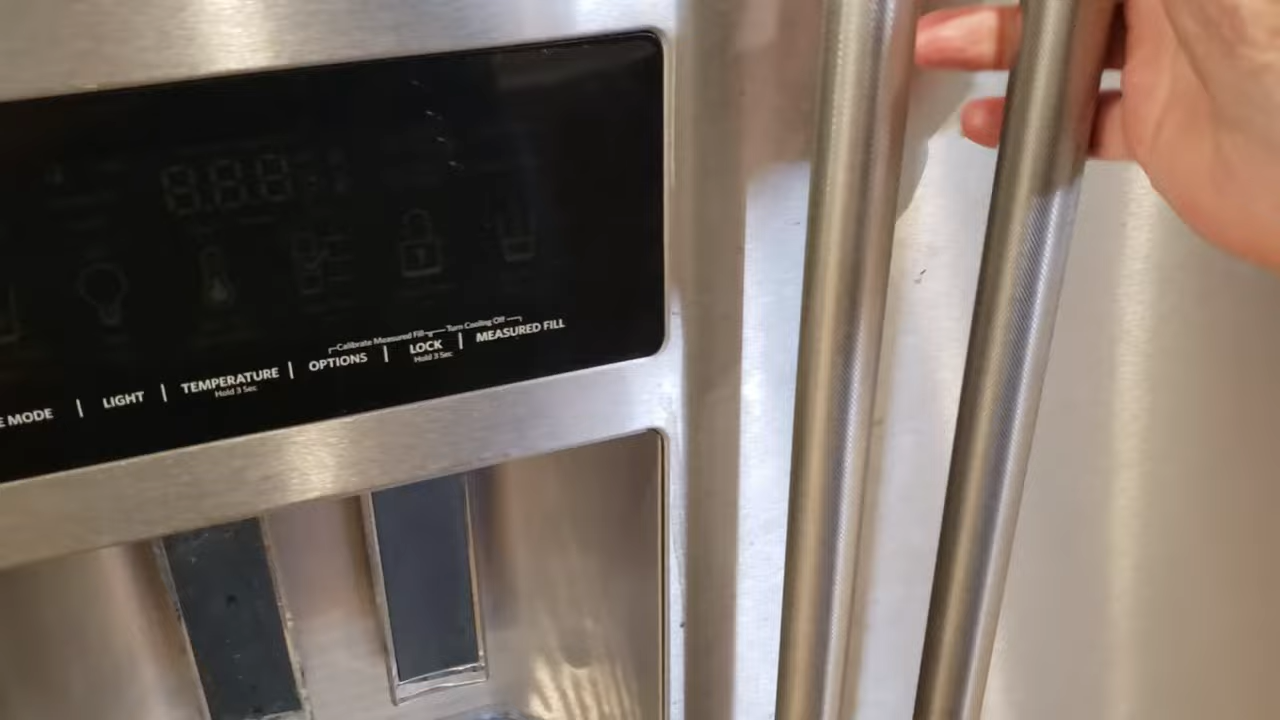 Calibrate Measured Fill
Turn Cooling Off
E MODE | LIGHT | TEMPERATURE | OPTIONS | LOCK | MEASURED FILL
Hold 3 Sec
Hold 3 Sec